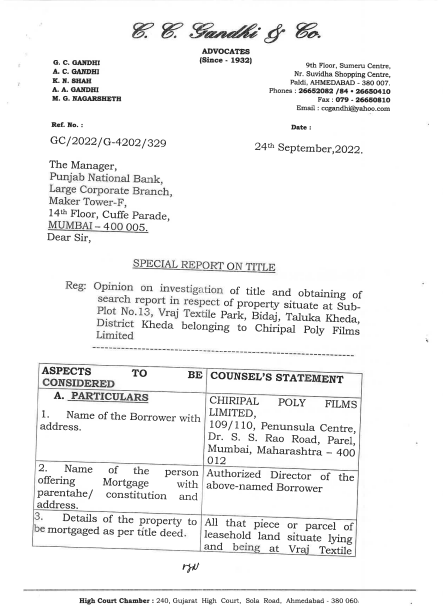 C. C. Gandhi & Co.
ADVOCATES
(Since - 1932)
G. C. GANDHI
A. C. GANDHI
K. N. SHAH
A. A. GANDHI
M. G. NAGARSHETH
9th Floor, Sumeru Centre,
Nr. Suvidha Shopping Centre,
Paldi, AHMEDABAD - 380 007.
Phones : 26652082 /84 • 26650410
Fax : 079 - 26650810
Email : ccgandhi@yahoo.com
Ref. No. :
Date :
GC/2022/G-4202/329
24th September,2022.
The Manager,
Punjab National Bank,
Large Corporate Branch,
Maker Tower-F,
14th Floor, Cuffe Parade,
MUMBAI – 400 005.
Dear Sir,
SPECIAL REPORT ON TITLE
Reg: Opinion on investigation of title and obtaining of
search report in respect of property situate at Sub-
Plot No.13, Vraj Textile Park, Bidaj, Taluka Kheda,
District Kheda belonging to Chiripal Poly Films
Limited
ASPECTS TO BE
CONSIDERED
COUNSEL'S STATEMENT
A. PARTICULARS
1. Name of the Borrower with
address.
CHIRIPAL POLY FILMS
LIMITED,
109/110, Penunsula Centre,
Dr. S. S. Rao Road, Parel,
Mumbai, Maharashtra – 400
012
2. Name of the person
offering Mortgage with
parentahe/ constitution and
address.
Authorized Director of the
above-named Borrower
3. Details of the property to
be mortgaged as per title deed.
All that piece or parcel of
leasehold land situate lying
and being at Vraj Textile
High Court Chamber : 240, Gujarat High Court, Sola Road, Ahmedabad - 380 060.